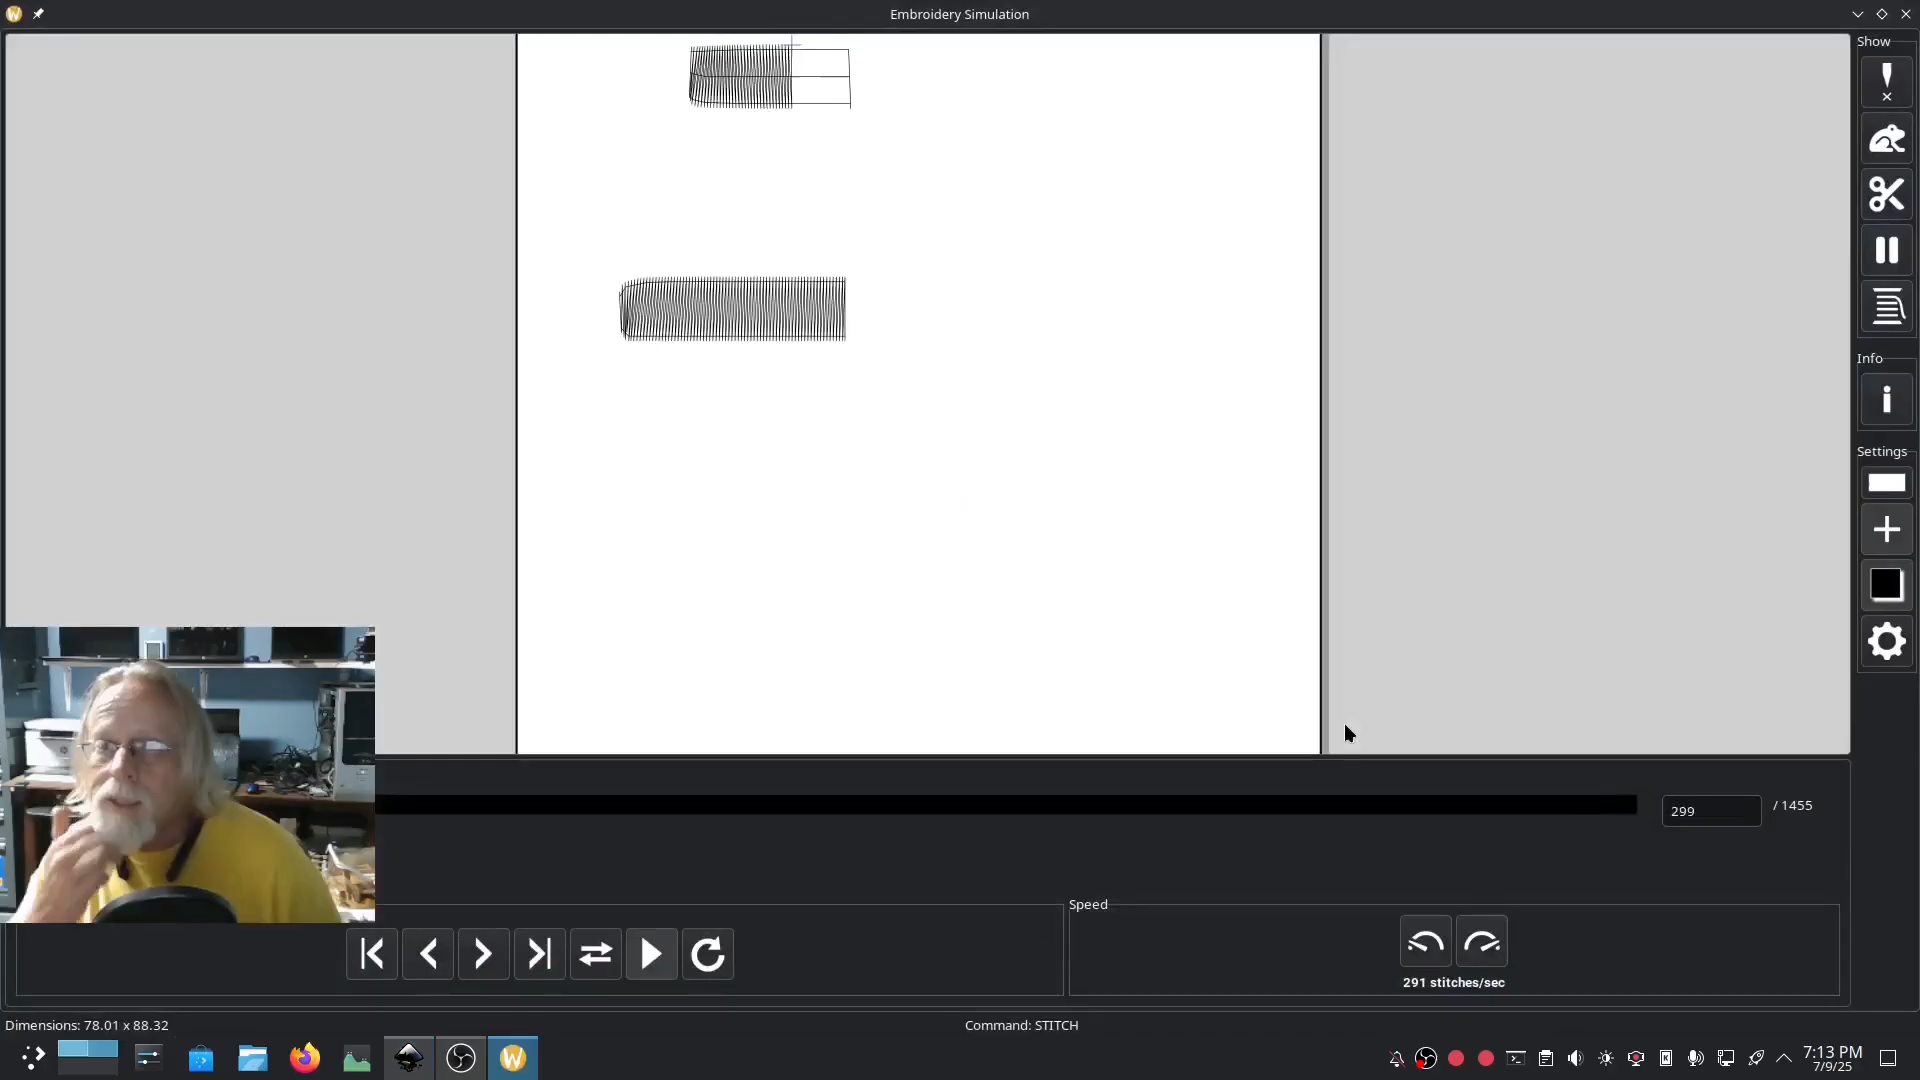 Embroidery Simulation
Show
Info
Settings
299
/ 1455
Speed
291 stitches/sec
Dimensions: 78.01 x 88.32
Command: STITCH
7:13 PM
7/9/25